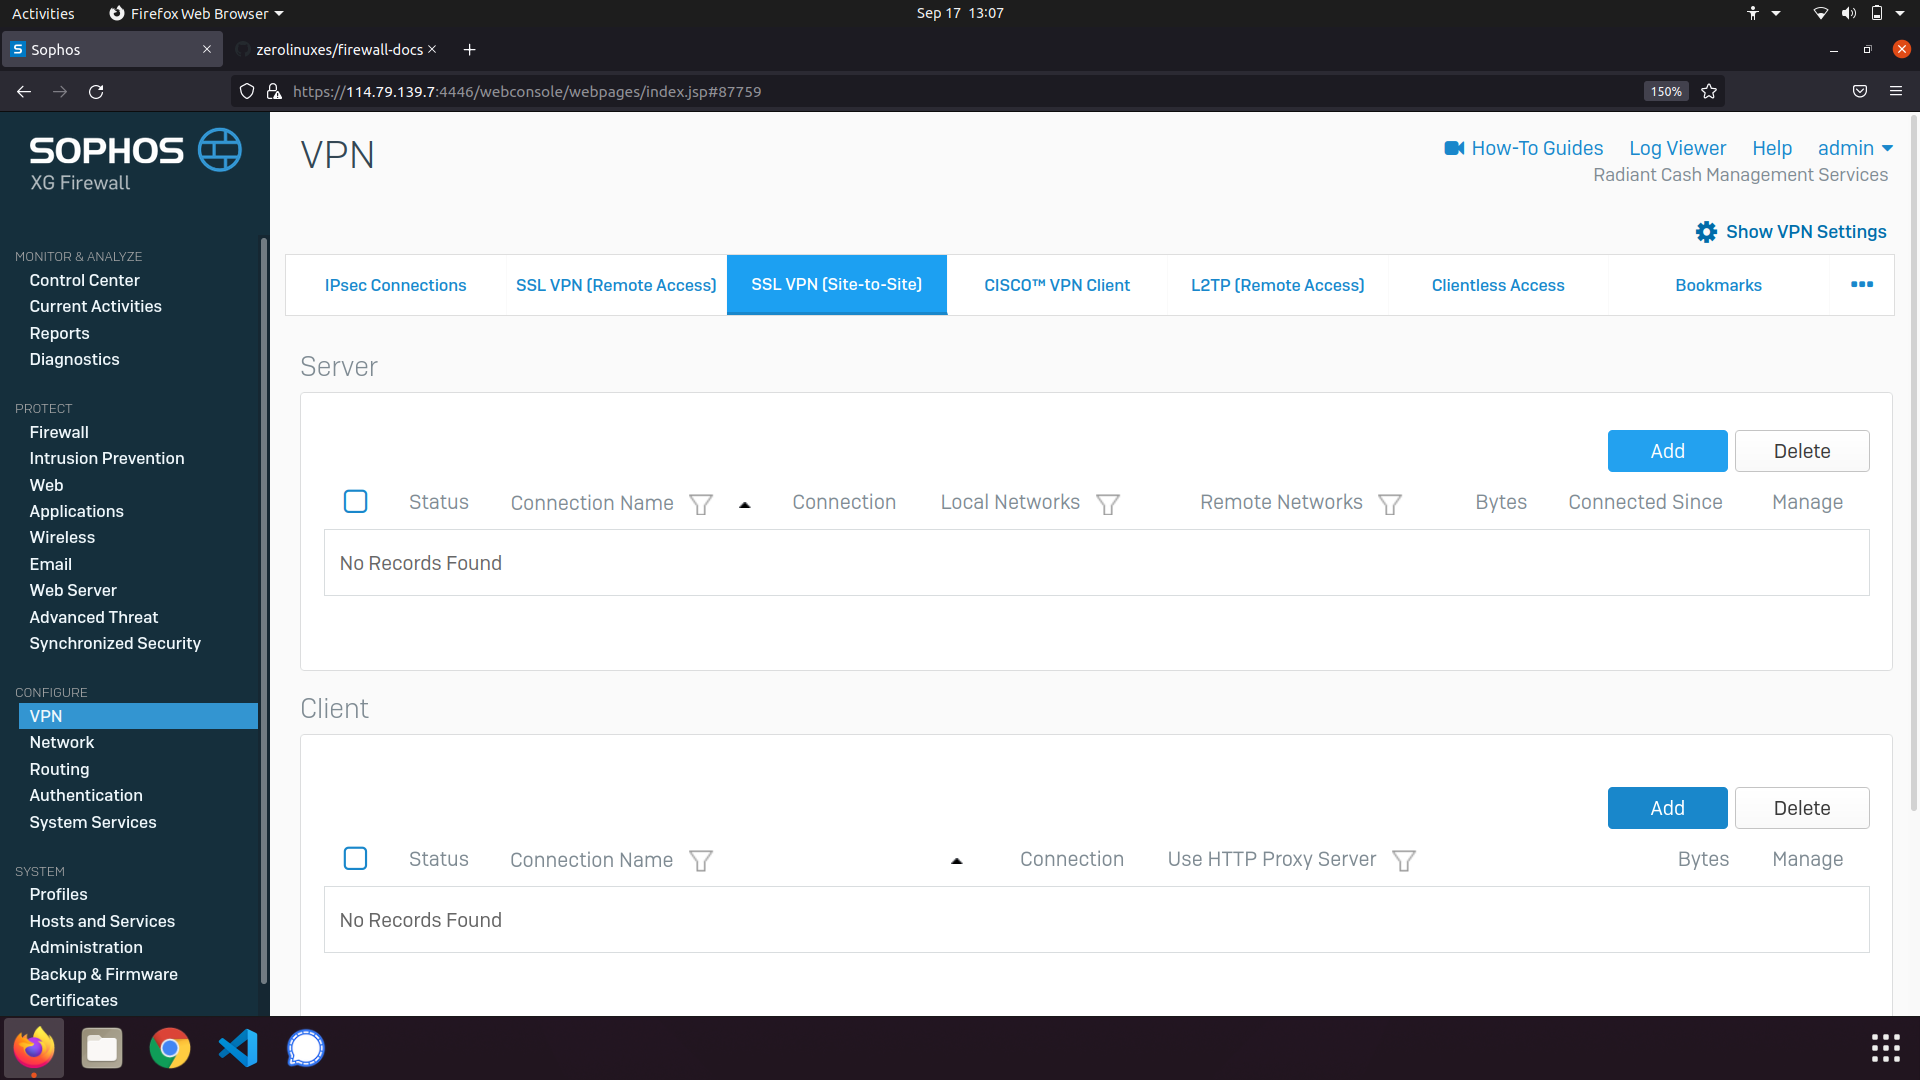 Activities
Firefox Web Browser
Sep 17 13:07
Sophos
zerolinuxes/firewall-docs
https://114.79.139.7:4446/webconsole/webpages/index.jsp#87759
150%
SOPHOS
XG Firewall
VPN
How-To Guides
Log Viewer
Help
admin
Radiant Cash Management Services
Show VPN Settings
IPsec Connections
SSL VPN (Remote Access)
SSL VPN (Site-to-Site)
CISCO™ VPN Client
L2TP (Remote Access)
Clientless Access
Bookmarks
MONITOR & ANALYZE
Control Center
Current Activities
Reports
Diagnostics
PROTECT
Firewall
Intrusion Prevention
Web
Applications
Wireless
Email
Web Server
Advanced Threat
Synchronized Security
CONFIGURE
VPN
Network
Routing
Authentication
System Services
SYSTEM
Profiles
Hosts and Services
Administration
Backup & Firmware
Certificates
Server
Add
Delete
Status
Connection Name
Connection
Local Networks
Remote Networks
Bytes
Connected Since
Manage
No Records Found
Client
Add
Delete
Status
Connection Name
Connection
Use HTTP Proxy Server
Bytes
Manage
No Records Found